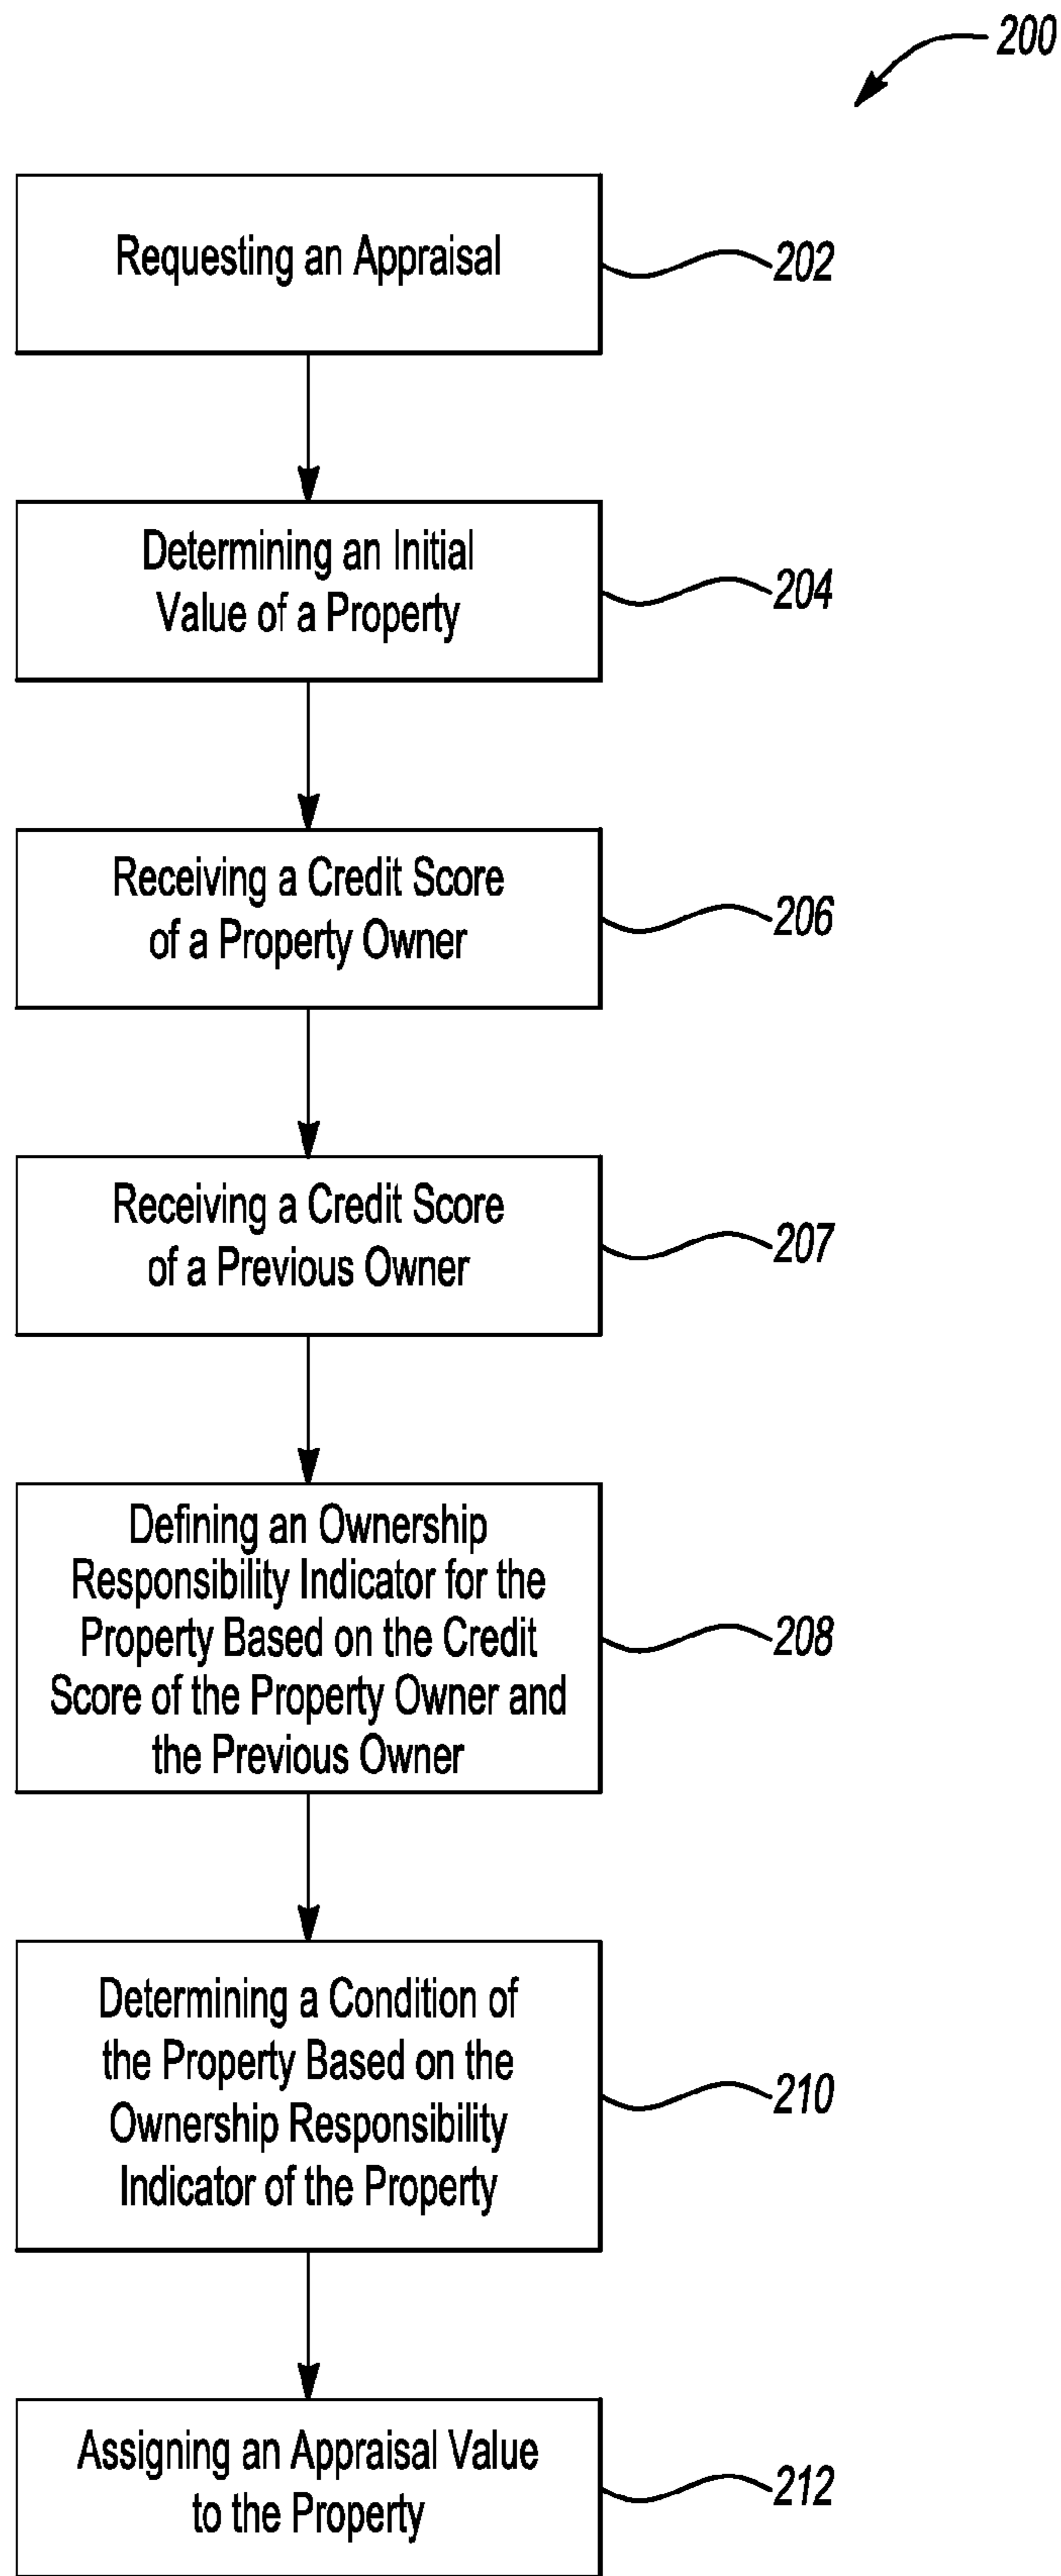 200
Requesting an Appraisal
202
Determining an Initial
Value of a Property
204
Receiving a Credit Score
of a Property Owner
206
Receiving a Credit Score
of a Previous Owner
207
Defining an Ownership
Responsibility Indicator for the
Property Based on the Credit
Score of the Property Owner and
the Previous Owner
208
Determining a Condition of
the Property Based on the
Ownership Responsibility
Indicator of the Property
210
Assigning an Appraisal Value
to the Property
212